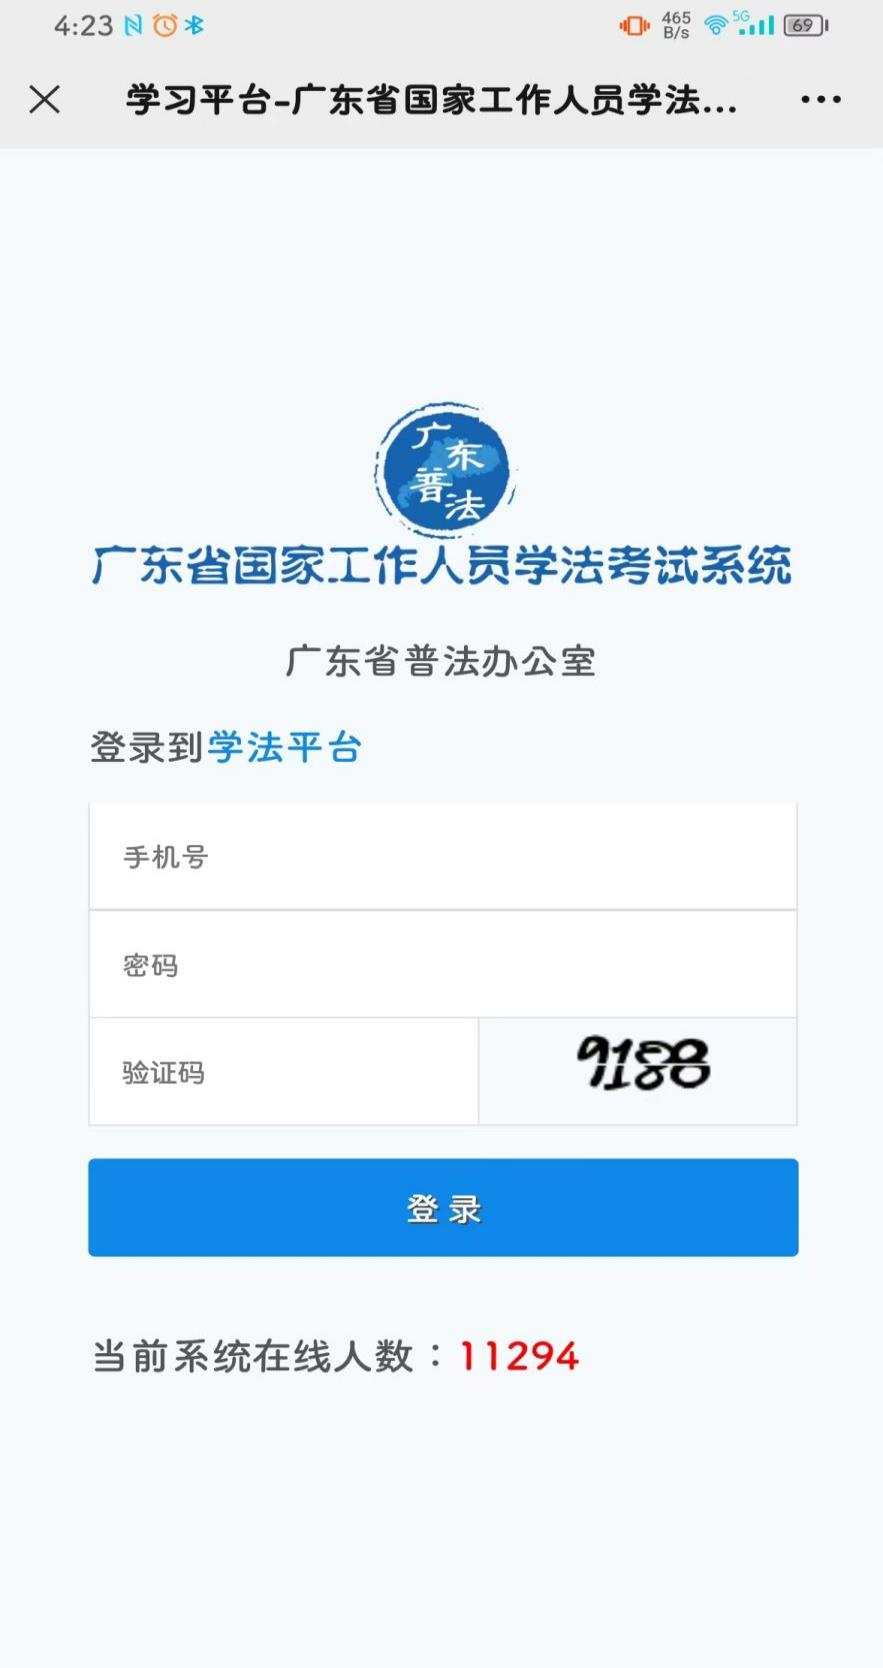 4:23 465 B/s 5G 69
学习平台-广东省国家工作人员学法...
广东
普法
广东省国家工作人员学法考试系统
广东省普法办公室
登录到学法平台
手机号
密码
验证码 9188
登录
当前系统在线人数：11294